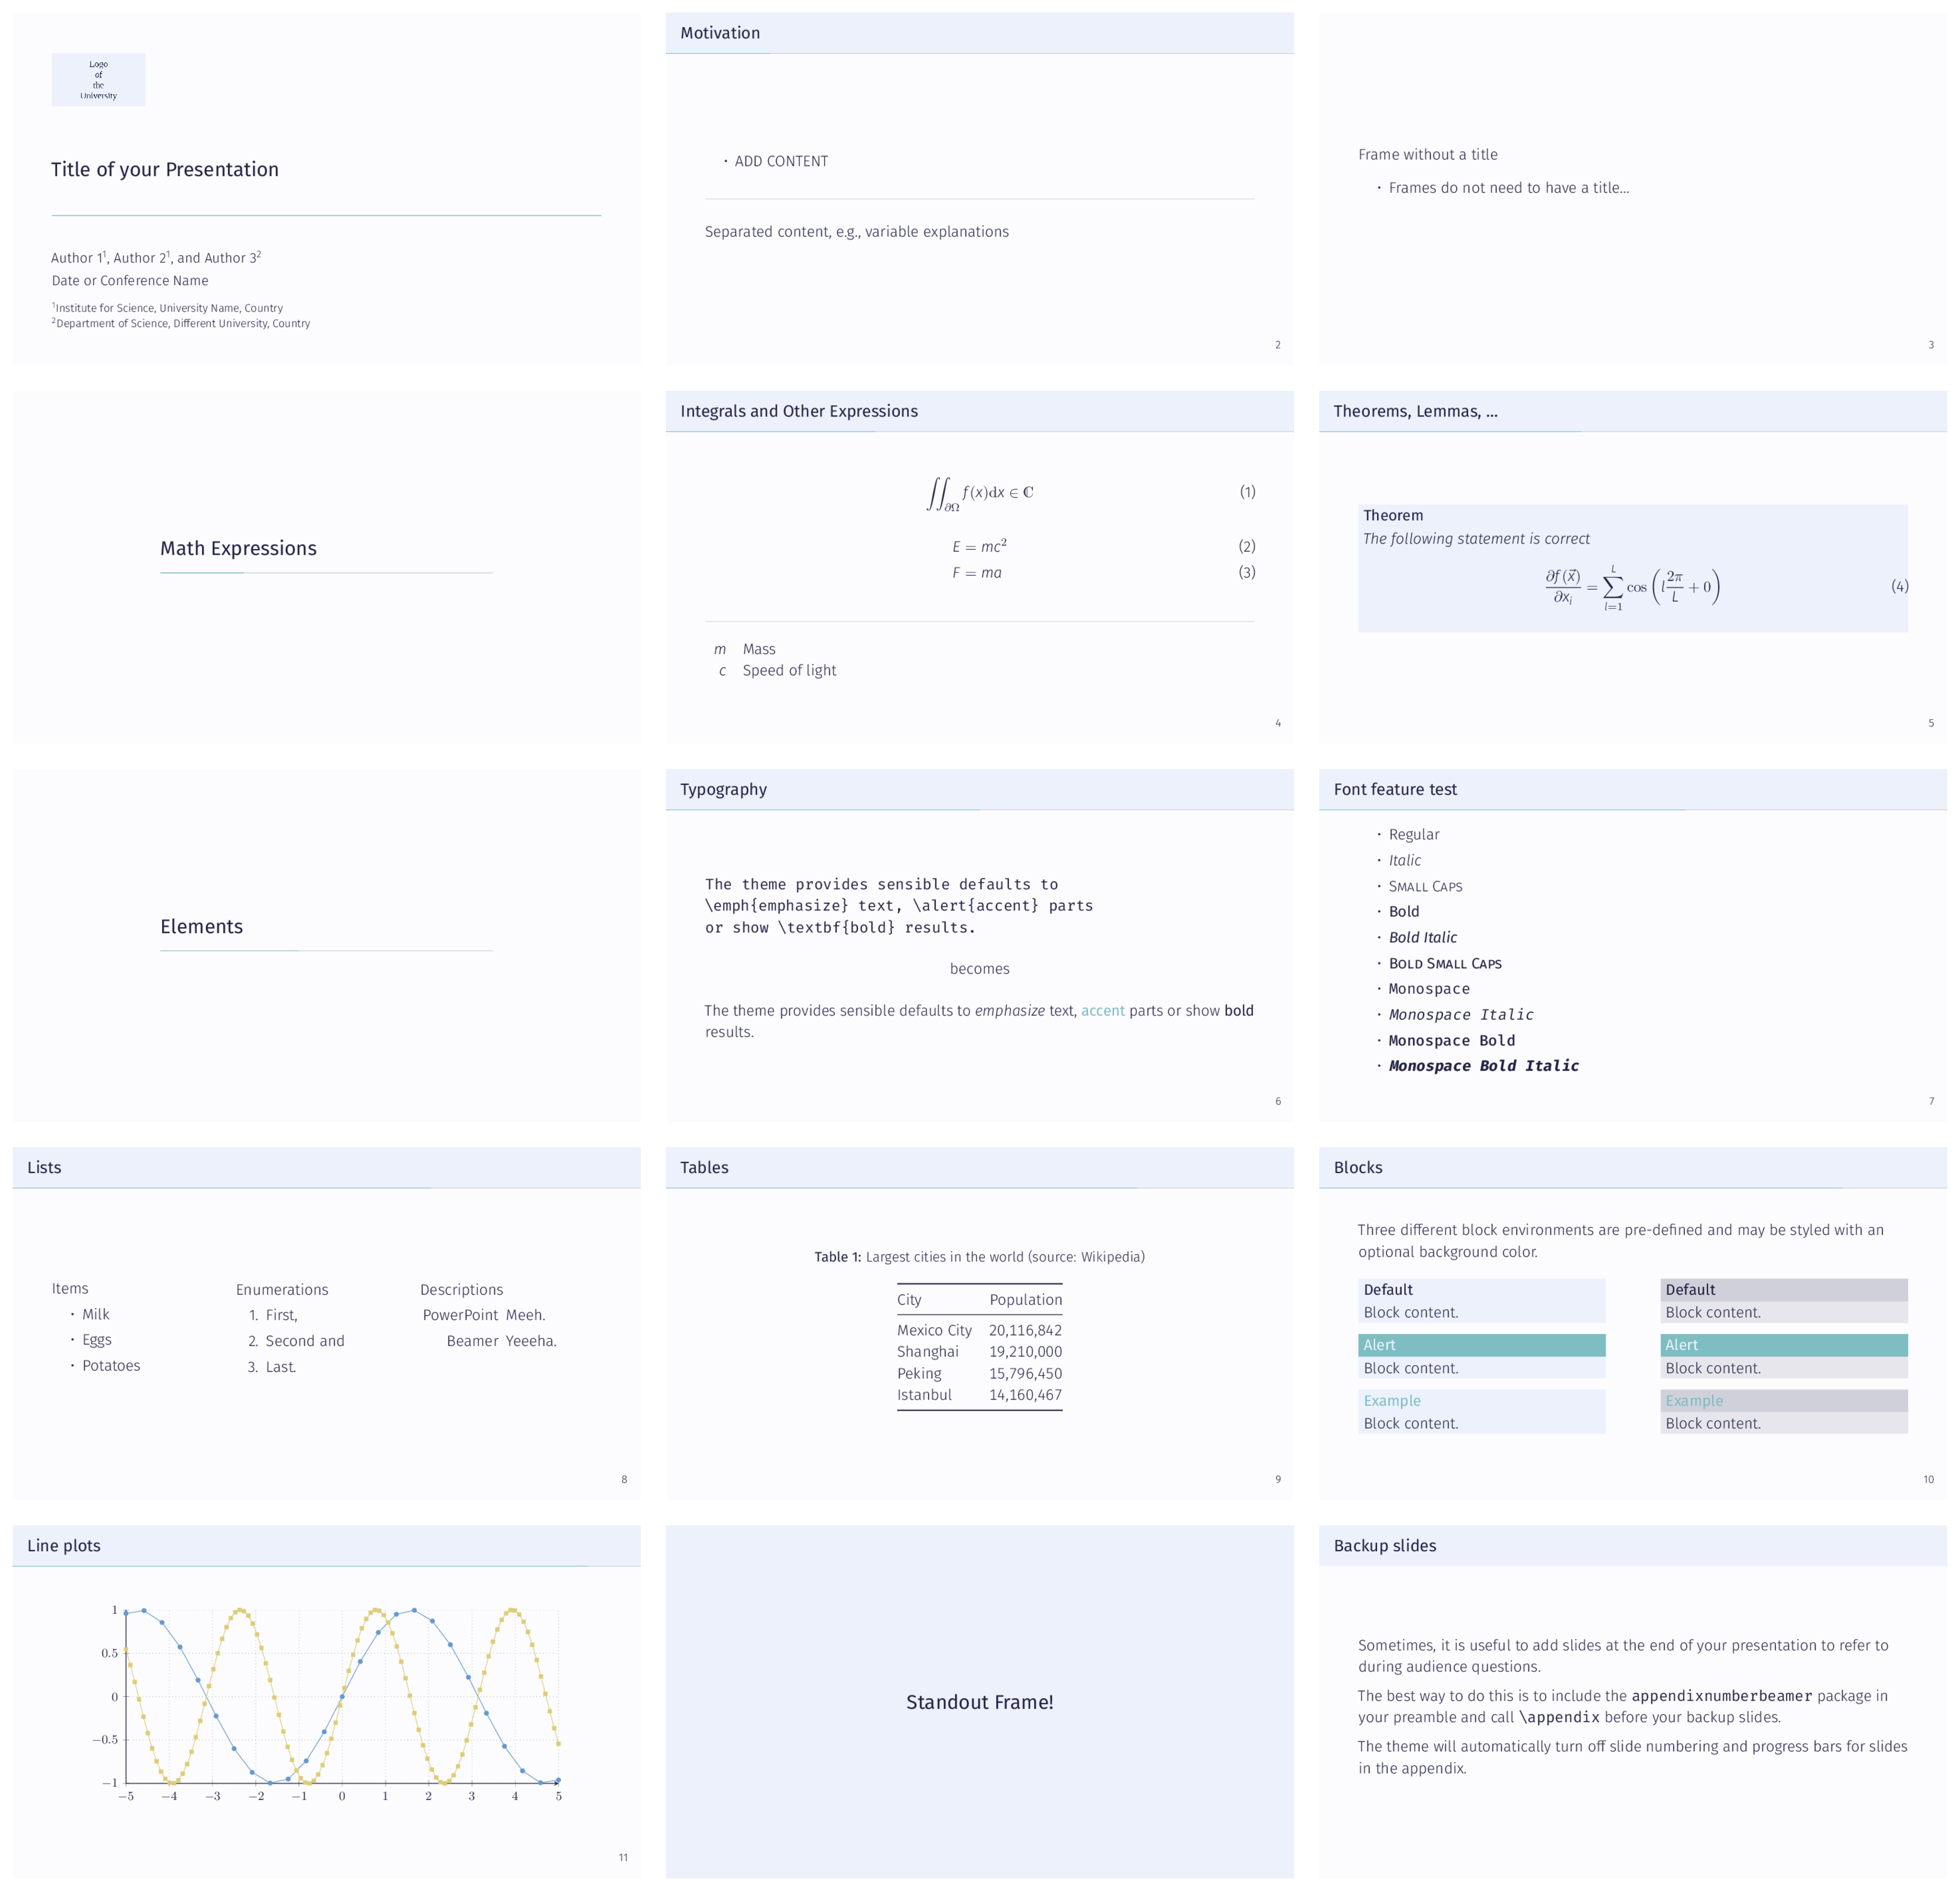 Logo
of
the
University
Title of your Presentation
Author 1¹, Author 2¹, and Author 3²
Date or Conference Name
¹Institute for Science, University Name, Country
²Department of Science, Different University, Country
Motivation
• ADD CONTENT
Separated content, e.g., variable explanations
2
Frame without a title
• Frames do not need to have a title...
3
Math Expressions
Integrals and Other Expressions
∬_∂Ω f(x)dx ∈ ℂ (1)
E = mc² (2)
F = ma (3)
m Mass
c Speed of light
4
Theorems, Lemmas, ...
Theorem
The following statement is correct
∂f(x⃗)/∂xᵢ = ∑_{l=1}^{L} cos (l 2π/L + 0) (4)
5
Elements
Typography
The theme provides sensible defaults to
\emph{emphasize} text, \alert{accent} parts
or show \textbf{bold} results.
becomes
The theme provides sensible defaults to emphasize text, accent parts or show bold
results.
6
Font feature test
• Regular
• Italic
• Small Caps
• Bold
• Bold Italic
• Bold Small Caps
• Monospace
• Monospace Italic
• Monospace Bold
• Monospace Bold Italic
7
Lists
Items
• Milk
• Eggs
• Potatoes
Enumerations
1. First,
2. Second and
3. Last.
Descriptions
PowerPoint Meeh.
Beamer Yeeeha.
8
Tables
Table 1: Largest cities in the world (source: Wikipedia)
City Population
Mexico City 20,116,842
Shanghai 19,210,000
Peking 15,796,450
Istanbul 14,160,467
9
Blocks
Three different block environments are pre-defined and may be styled with an
optional background color.
Default
Block content.
Alert
Block content.
Example
Block content.
Default
Block content.
Alert
Block content.
Example
Block content.
10
Line plots
1
0.5
0
−0.5
−1
−5 −4 −3 −2 −1 0 1 2 3 4 5
11
Standout Frame!
Backup slides
Sometimes, it is useful to add slides at the end of your presentation to refer to
during audience questions.
The best way to do this is to include the appendixnumberbeamer package in
your preamble and call \appendix before your backup slides.
The theme will automatically turn off slide numbering and progress bars for slides
in the appendix.